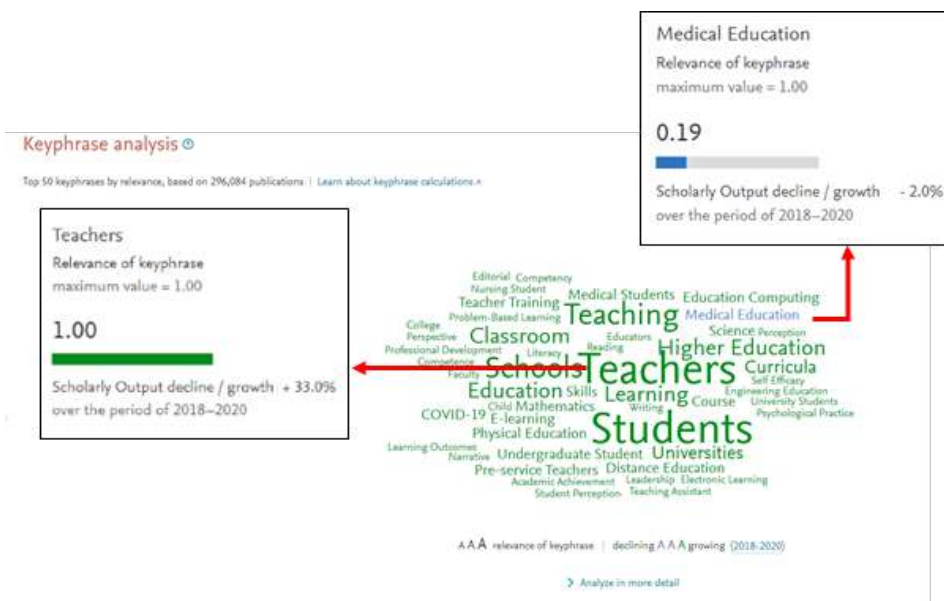 Medical Education
Relevance of keyphrase
maximum value = 1.00
0.19
Scholarly Output decline / growth - 2.0%
over the period of 2018–2020
Keyphrase analysis
Top 50 keyphrases by relevance, based on 296,084 publications | Learn about keyphrase calculations
Teachers
Relevance of keyphrase
maximum value = 1.00
1.00
Scholarly Output decline / growth + 33.0%
over the period of 2018–2020
Editorial Competency
Nursing Student
Teacher Training Medical Students Education Computing
Problem-Based Learning Teaching Medical Education
College Science Perception
Perspective Classroom Educators
Professional Development Literacy Reading Higher Education
Competence Schools Teachers Curricula
Faculty Self Efficacy
Education Skills Learning Course Engineering Education
University Students
Child Mathematics Writing Psychological Practice
COVID-19 E-learning
Physical Education Students
Learning Outcomes
Narrative Undergraduate Student Universities
Pre-service Teachers Distance Education
Academic Achievement Leadership Electronic Learning
Student Perception Teaching Assistant
A A A relevance of keyphrase | declining A A A growing (2018-2020)
> Analyze in more detail